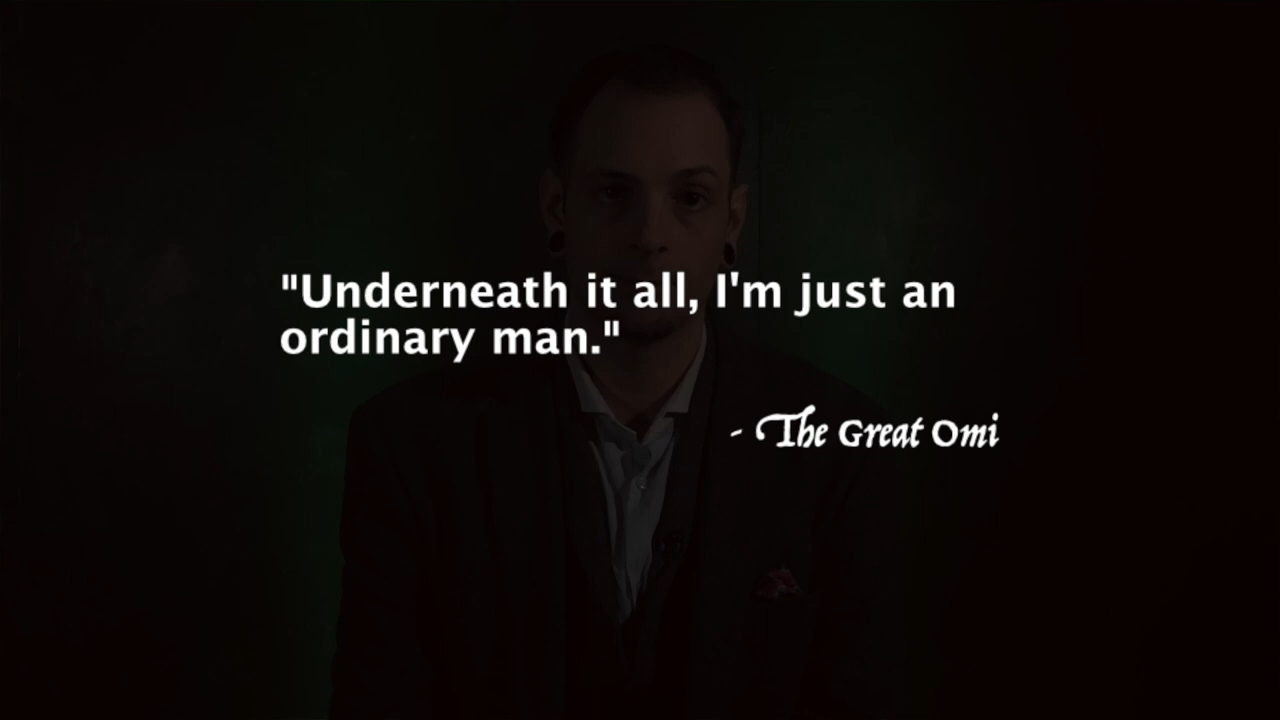 "Underneath it all, I'm just an
ordinary man."
- The Great Omi